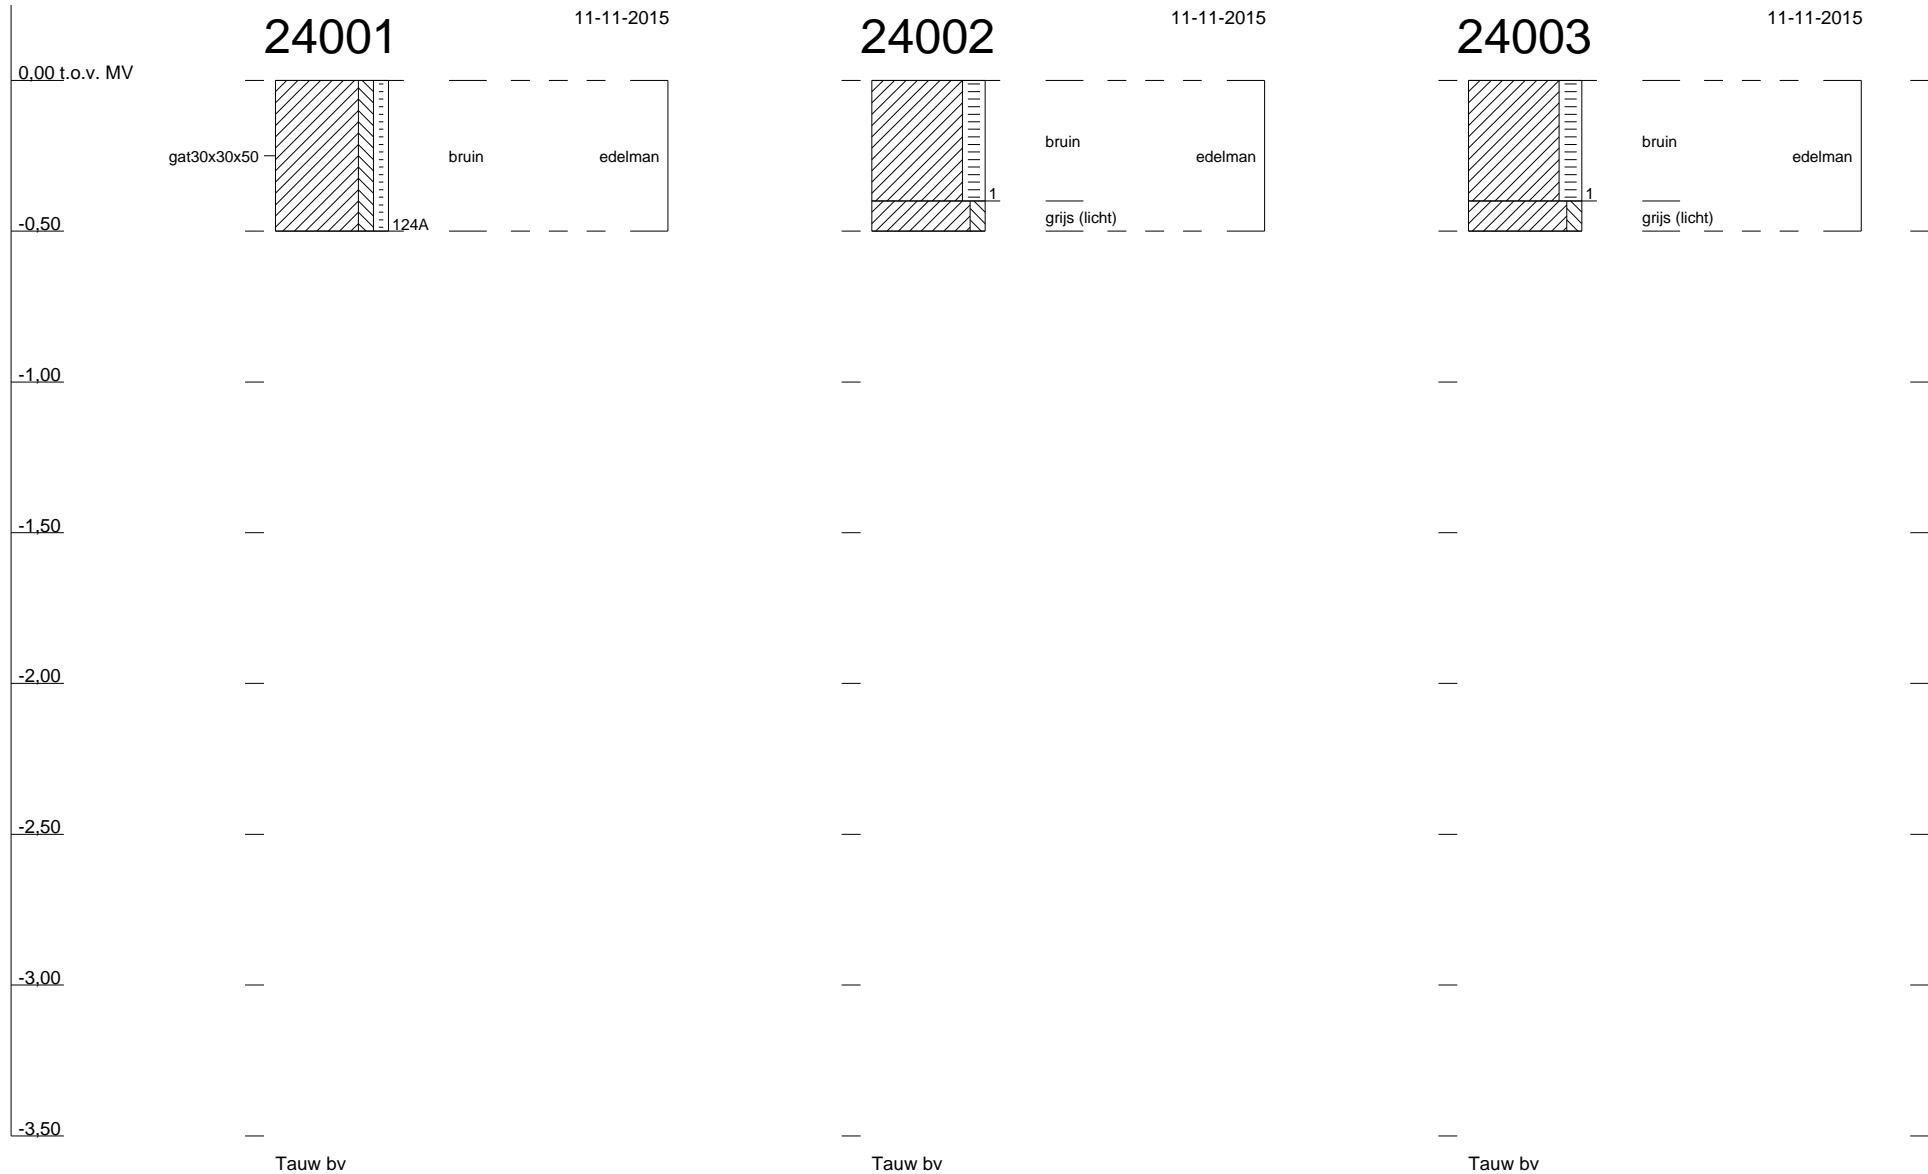 24001
11-11-2015
24002
11-11-2015
24003
11-11-2015
0,00 t.o.v. MV
gat30x30x50
bruin
edelman
124A
bruin
edelman
1
grijs (licht)
bruin
edelman
1
grijs (licht)
-0,50
-1,00
-1,50
-2,00
-2,50
-3,00
-3,50
Tauw bv
Tauw bv
Tauw bv